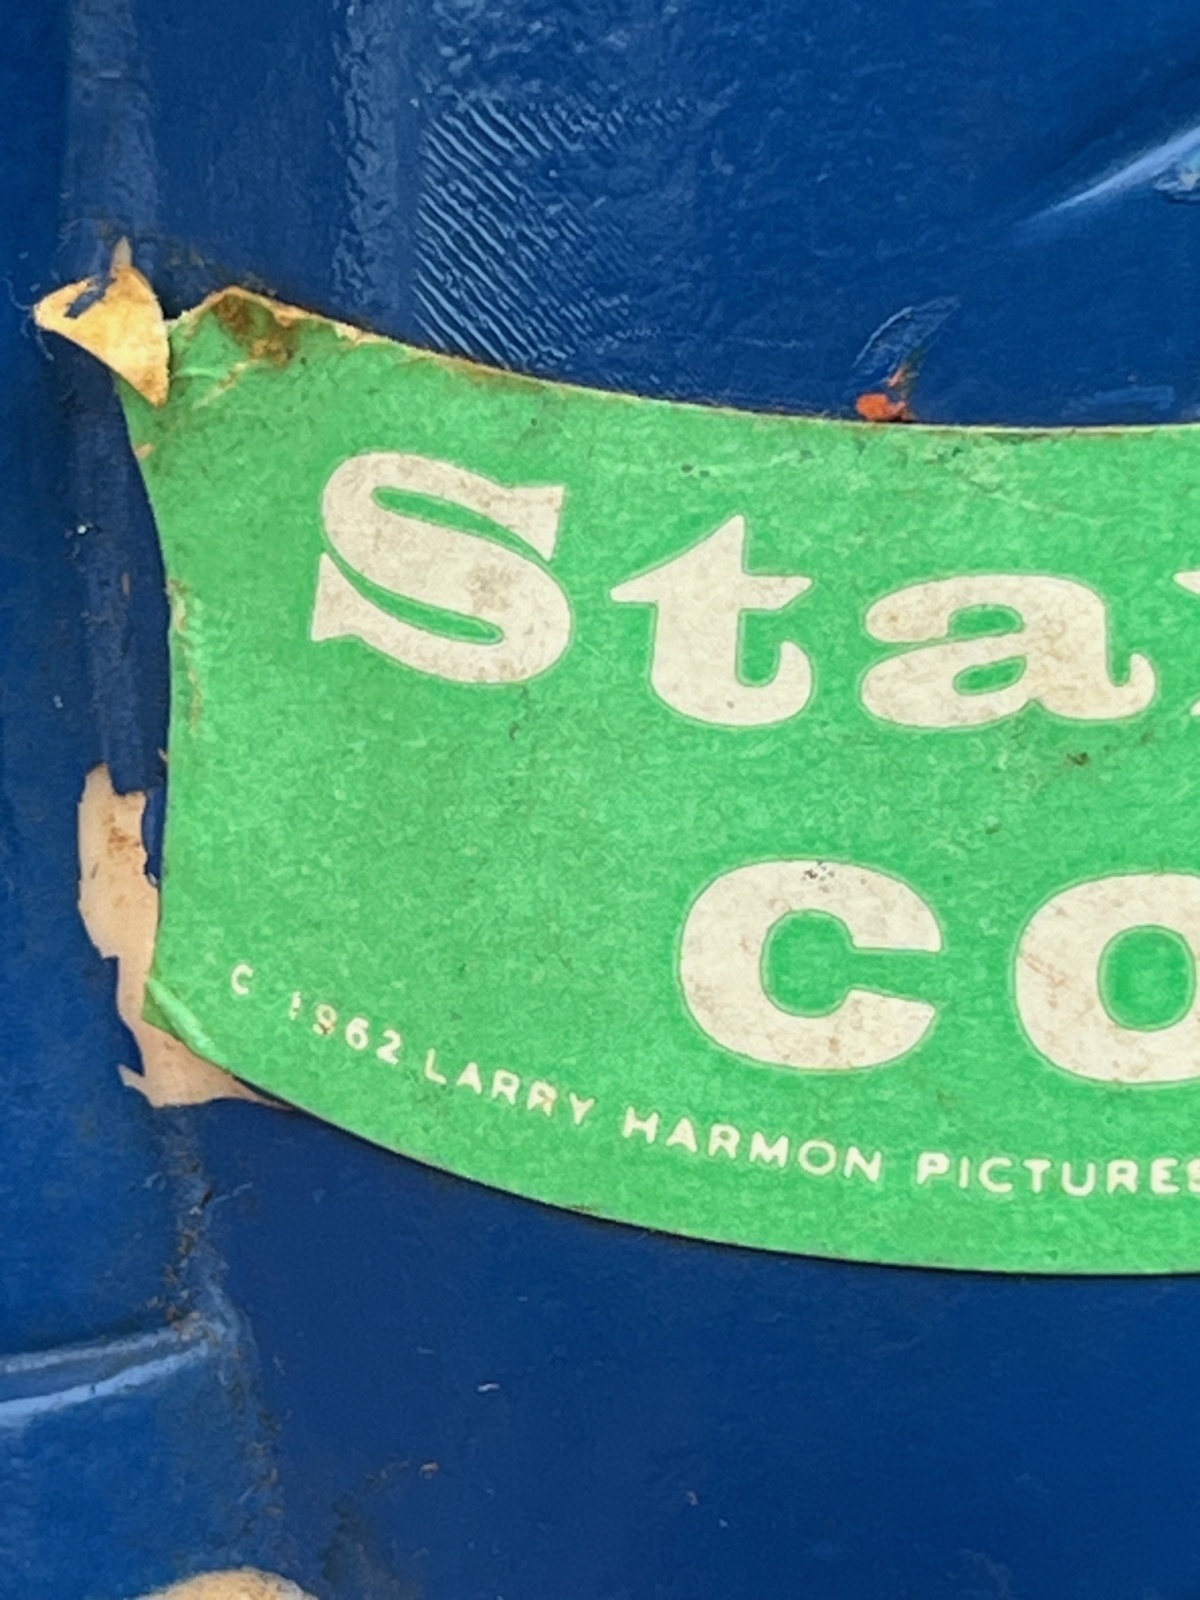 Sta
CO
C 1962 LARRY HARMON PICTURES